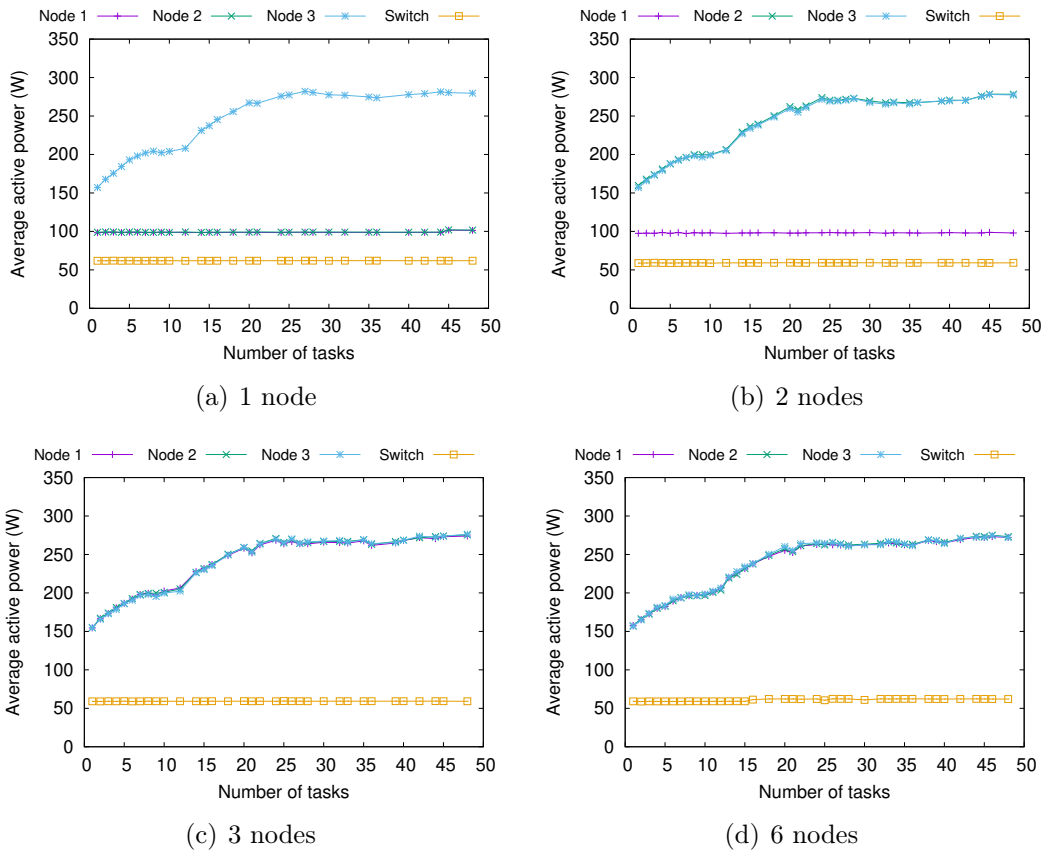 Node 1 Node 2 Node 3 Switch
350
300
250
200
150
100
50
0
Average active power (W)
0 5 10 15 20 25 30 35 40 45 50
Number of tasks
(a) 1 node
Node 1 Node 2 Node 3 Switch
350
300
250
200
150
100
50
0
Average active power (W)
0 5 10 15 20 25 30 35 40 45 50
Number of tasks
(b) 2 nodes
Node 1 Node 2 Node 3 Switch
350
300
250
200
150
100
50
0
Average active power (W)
0 5 10 15 20 25 30 35 40 45 50
Number of tasks
(c) 3 nodes
Node 1 Node 2 Node 3 Switch
350
300
250
200
150
100
50
0
Average active power (W)
0 5 10 15 20 25 30 35 40 45 50
Number of tasks
(d) 6 nodes